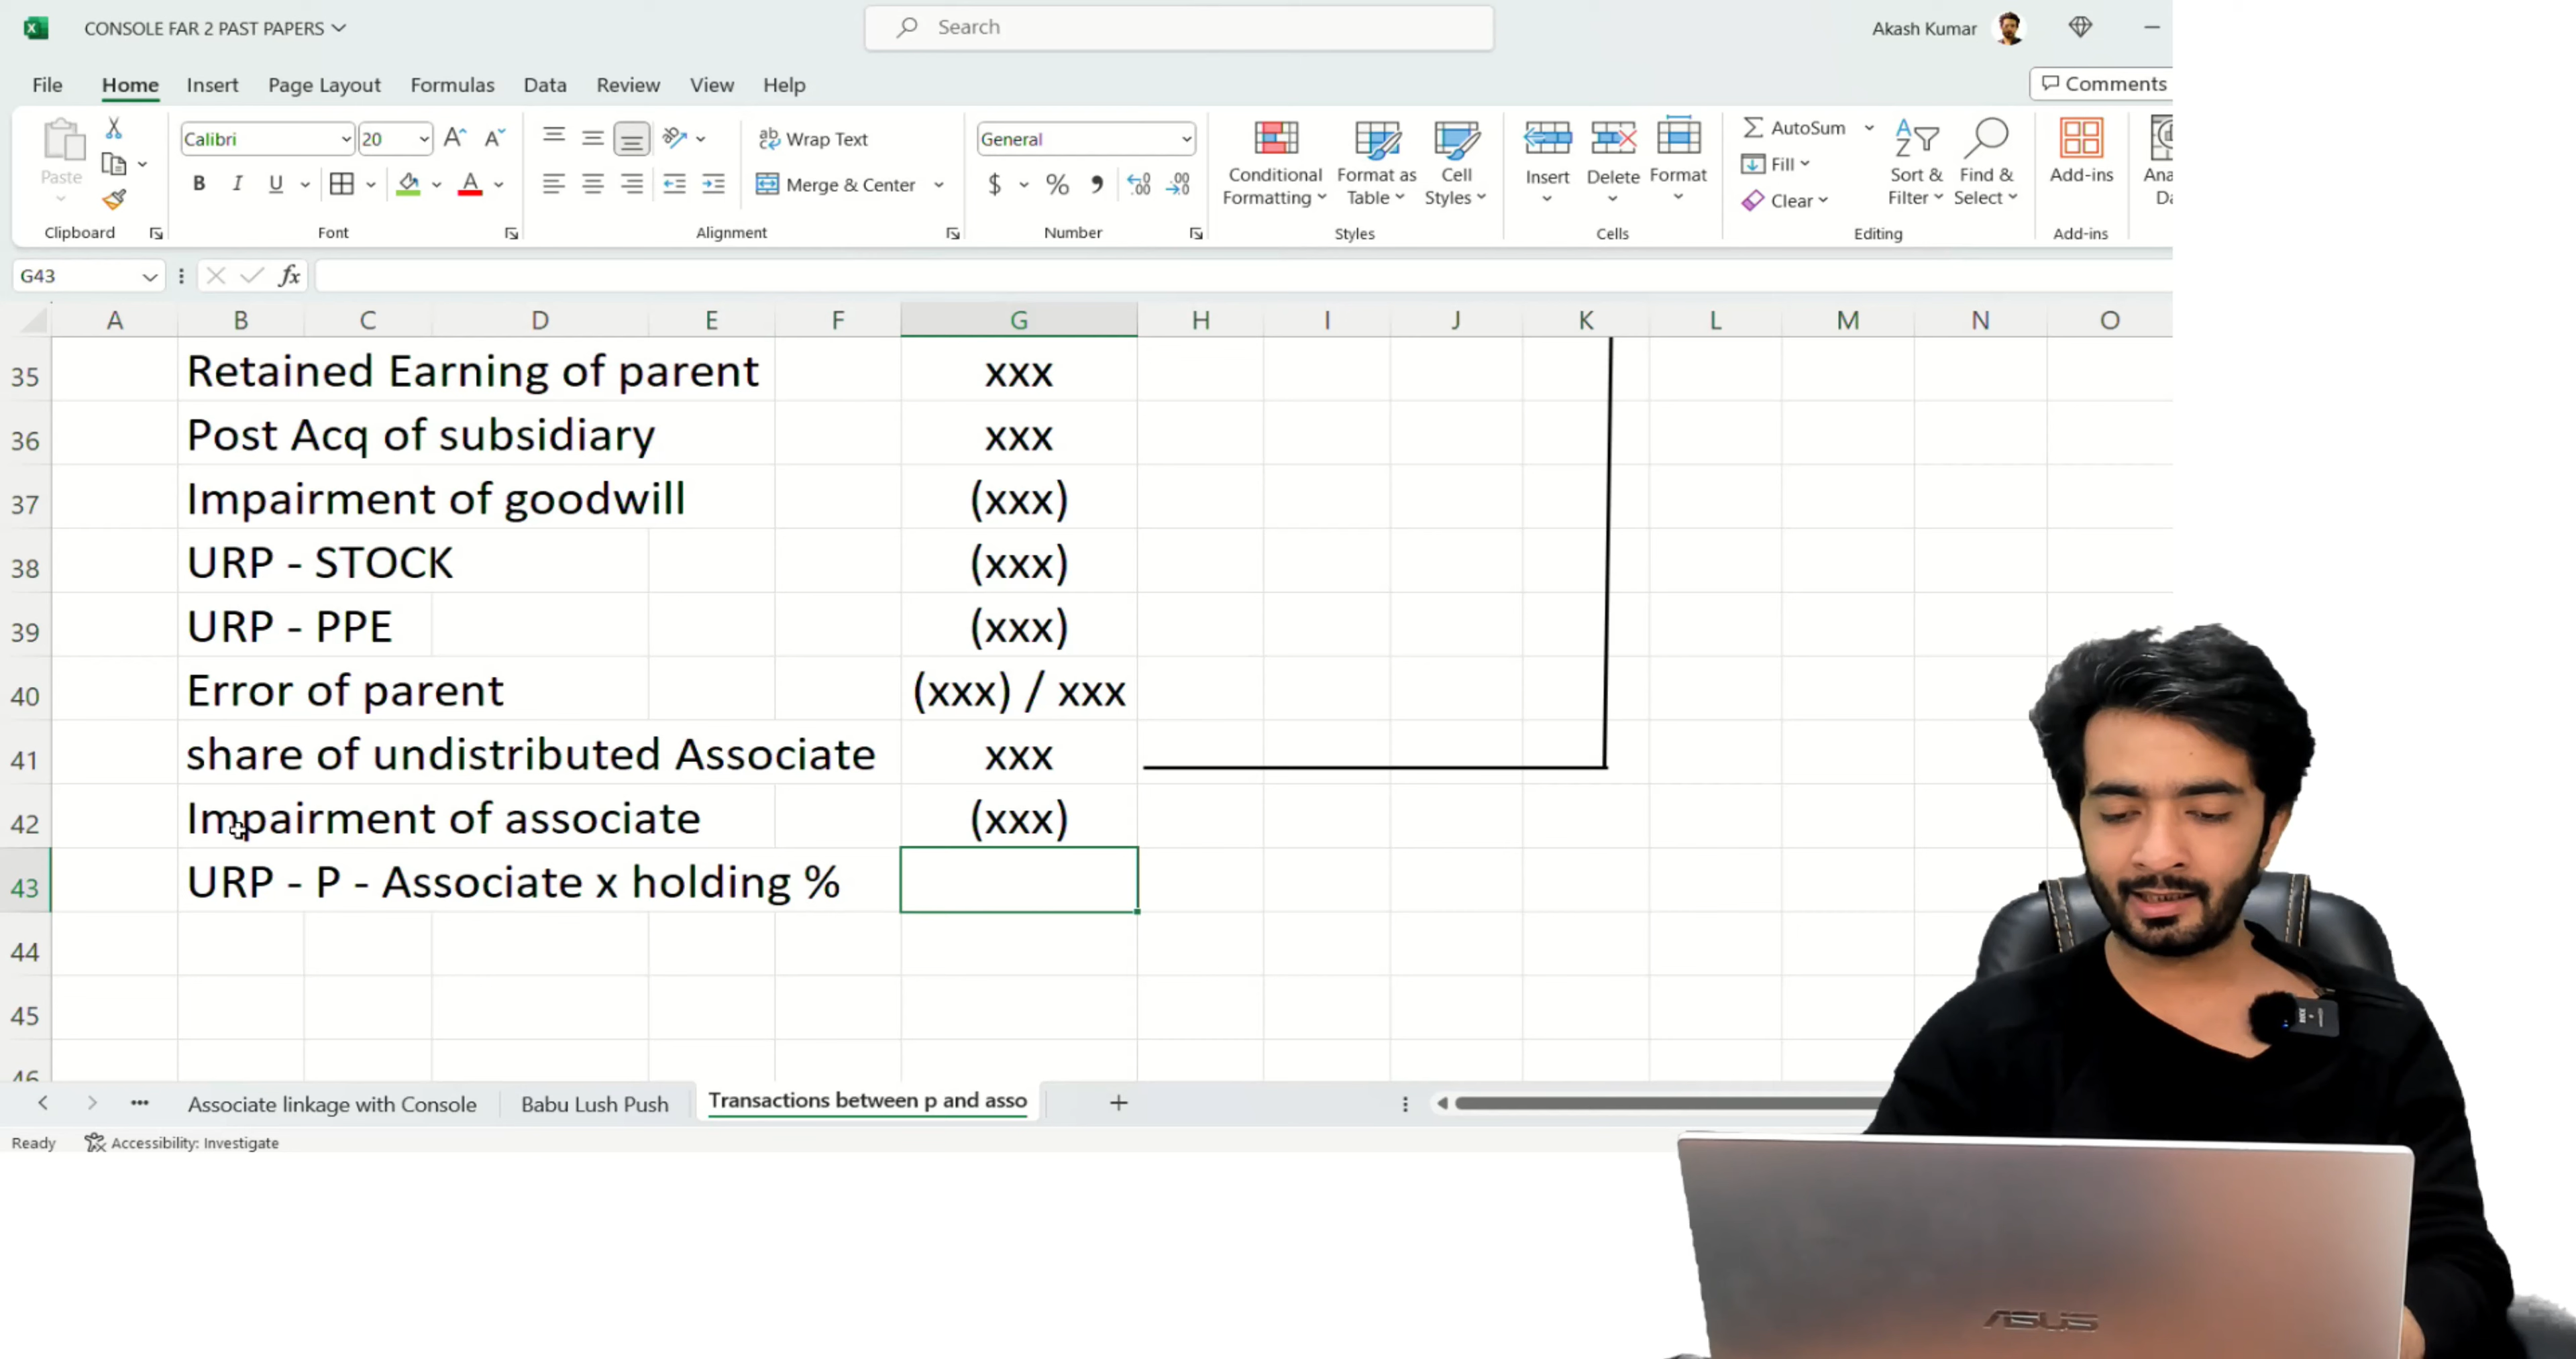 CONSOLE FAR 2 PAST PAPERS
Search
Akash Kumar
File Home Insert Page Layout Formulas Data Review View Help
Comments
Paste
Calibri
20
B I U
ab Wrap Text
Merge & Center
General
$ % ,
Conditional Formatting
Format as Table
Cell Styles
Insert
Delete
Format
AutoSum
Fill
Clear
Sort & Filter
Find & Select
Add-ins
Clipboard Font Alignment Number Styles Cells Editing Add-ins
G43
fx
A B C D E F G H I J K L M N O
35 Retained Earning of parent xxx
36 Post Acq of subsidiary xxx
37 Impairment of goodwill (xxx)
38 URP - STOCK (xxx)
39 URP - PPE (xxx)
40 Error of parent (xxx) / xxx
41 share of undistributed Associate xxx
42 Impairment of associate (xxx)
43 URP - P - Associate x holding %
44
45
46
Associate linkage with Console Babu Lush Push Transactions between p and asso
Ready Accessibility: Investigate
ASUS